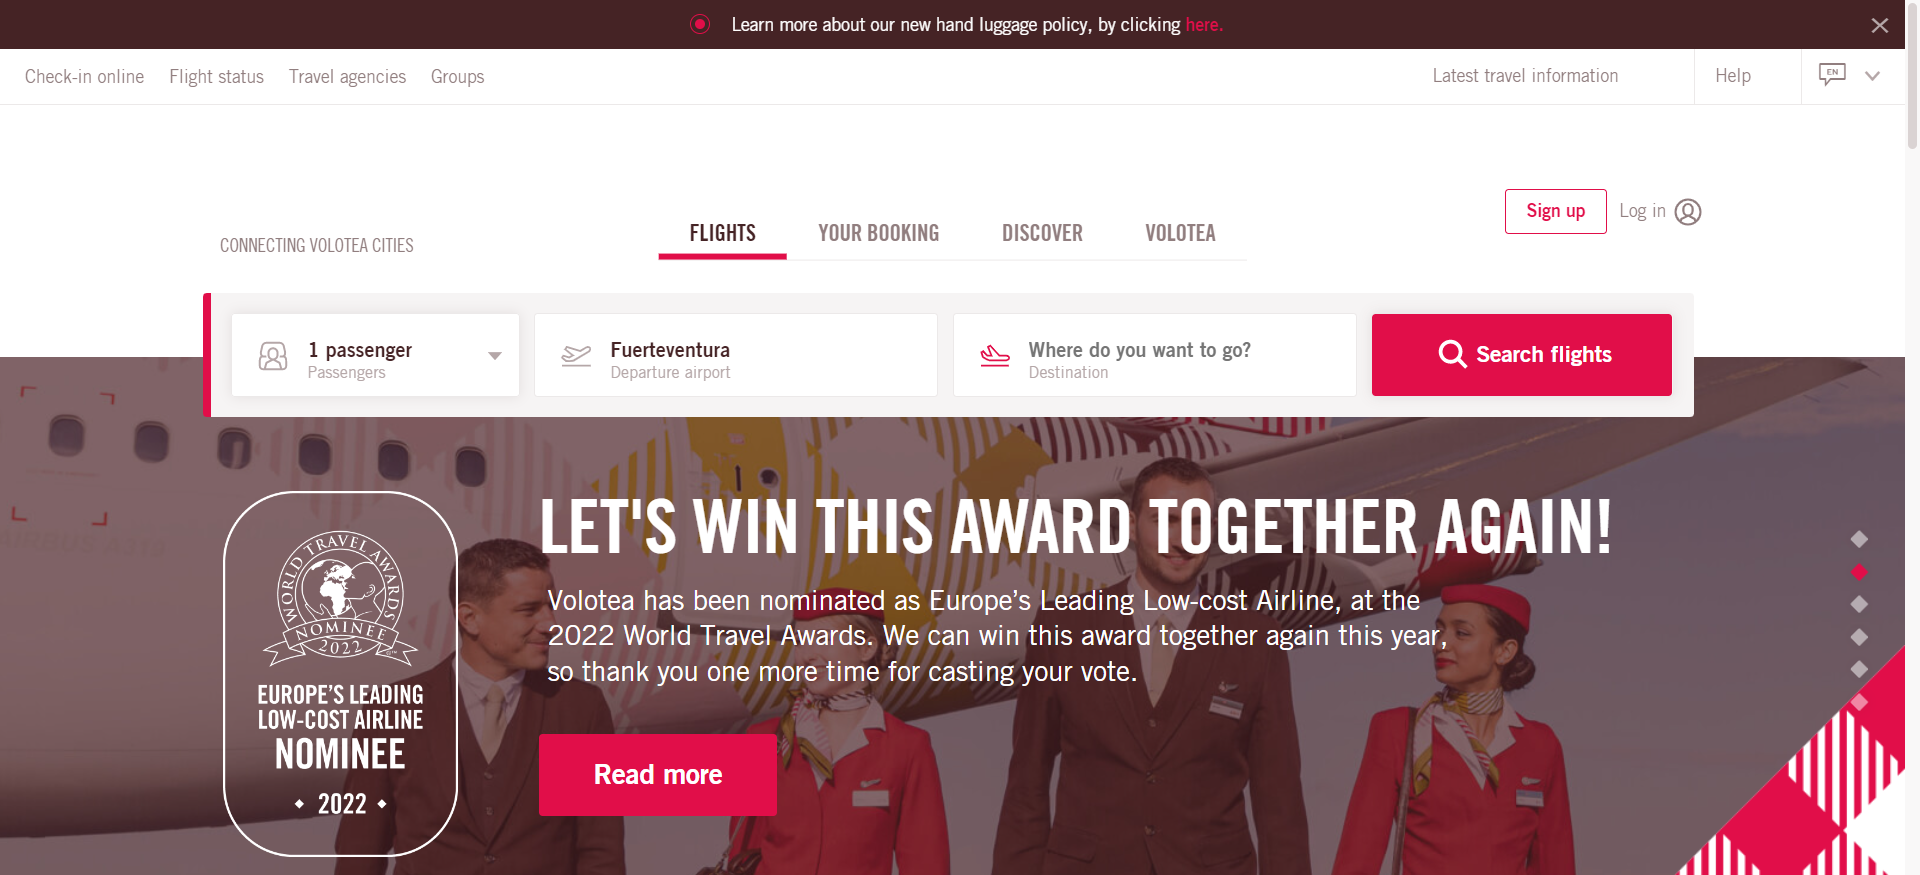 Learn more about our new hand luggage policy, by clicking here.
Check-in online
Flight status
Travel agencies
Groups
Latest travel information
Help
EN
CONNECTING VOLOTEA CITIES
FLIGHTS
YOUR BOOKING
DISCOVER
VOLOTEA
Sign up
Log in
1 passenger
Passengers
Fuerteventura
Departure airport
Where do you want to go?
Destination
Search flights
AIRBUS A319
WORLD TRAVEL AWARDS
NOMINEE
2022
EUROPE'S LEADING
LOW-COST AIRLINE
NOMINEE
2022
LET'S WIN THIS AWARD TOGETHER AGAIN!
Volotea has been nominated as Europe’s Leading Low-cost Airline, at the
2022 World Travel Awards. We can win this award together again this year,
so thank you one more time for casting your vote.
Read more